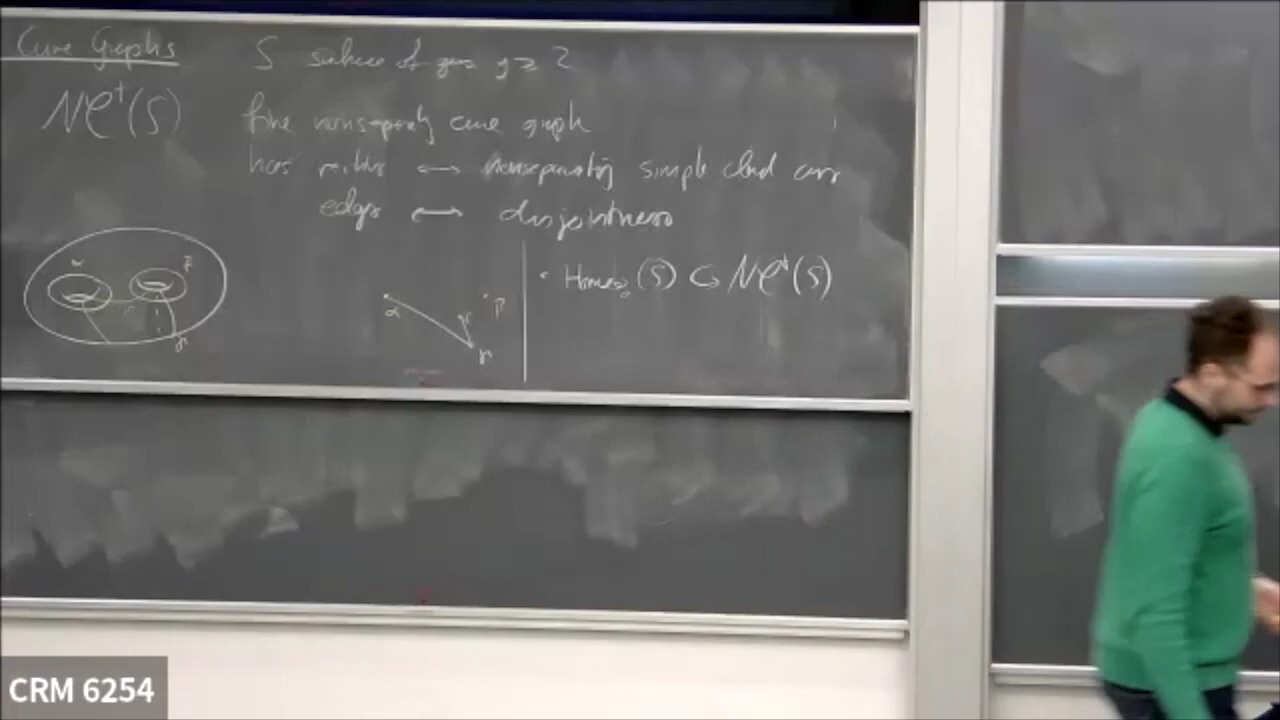 Curve Graphs
S surface of genus g ≥ 2
NC†(S) fine nonseparating curve graph
has vertices ↔ nonseparating simple closed curves
edges ↔ disjointness
α β
α β γ
• Homeo₀(S) ↻ NC†(S)
CRM 6254